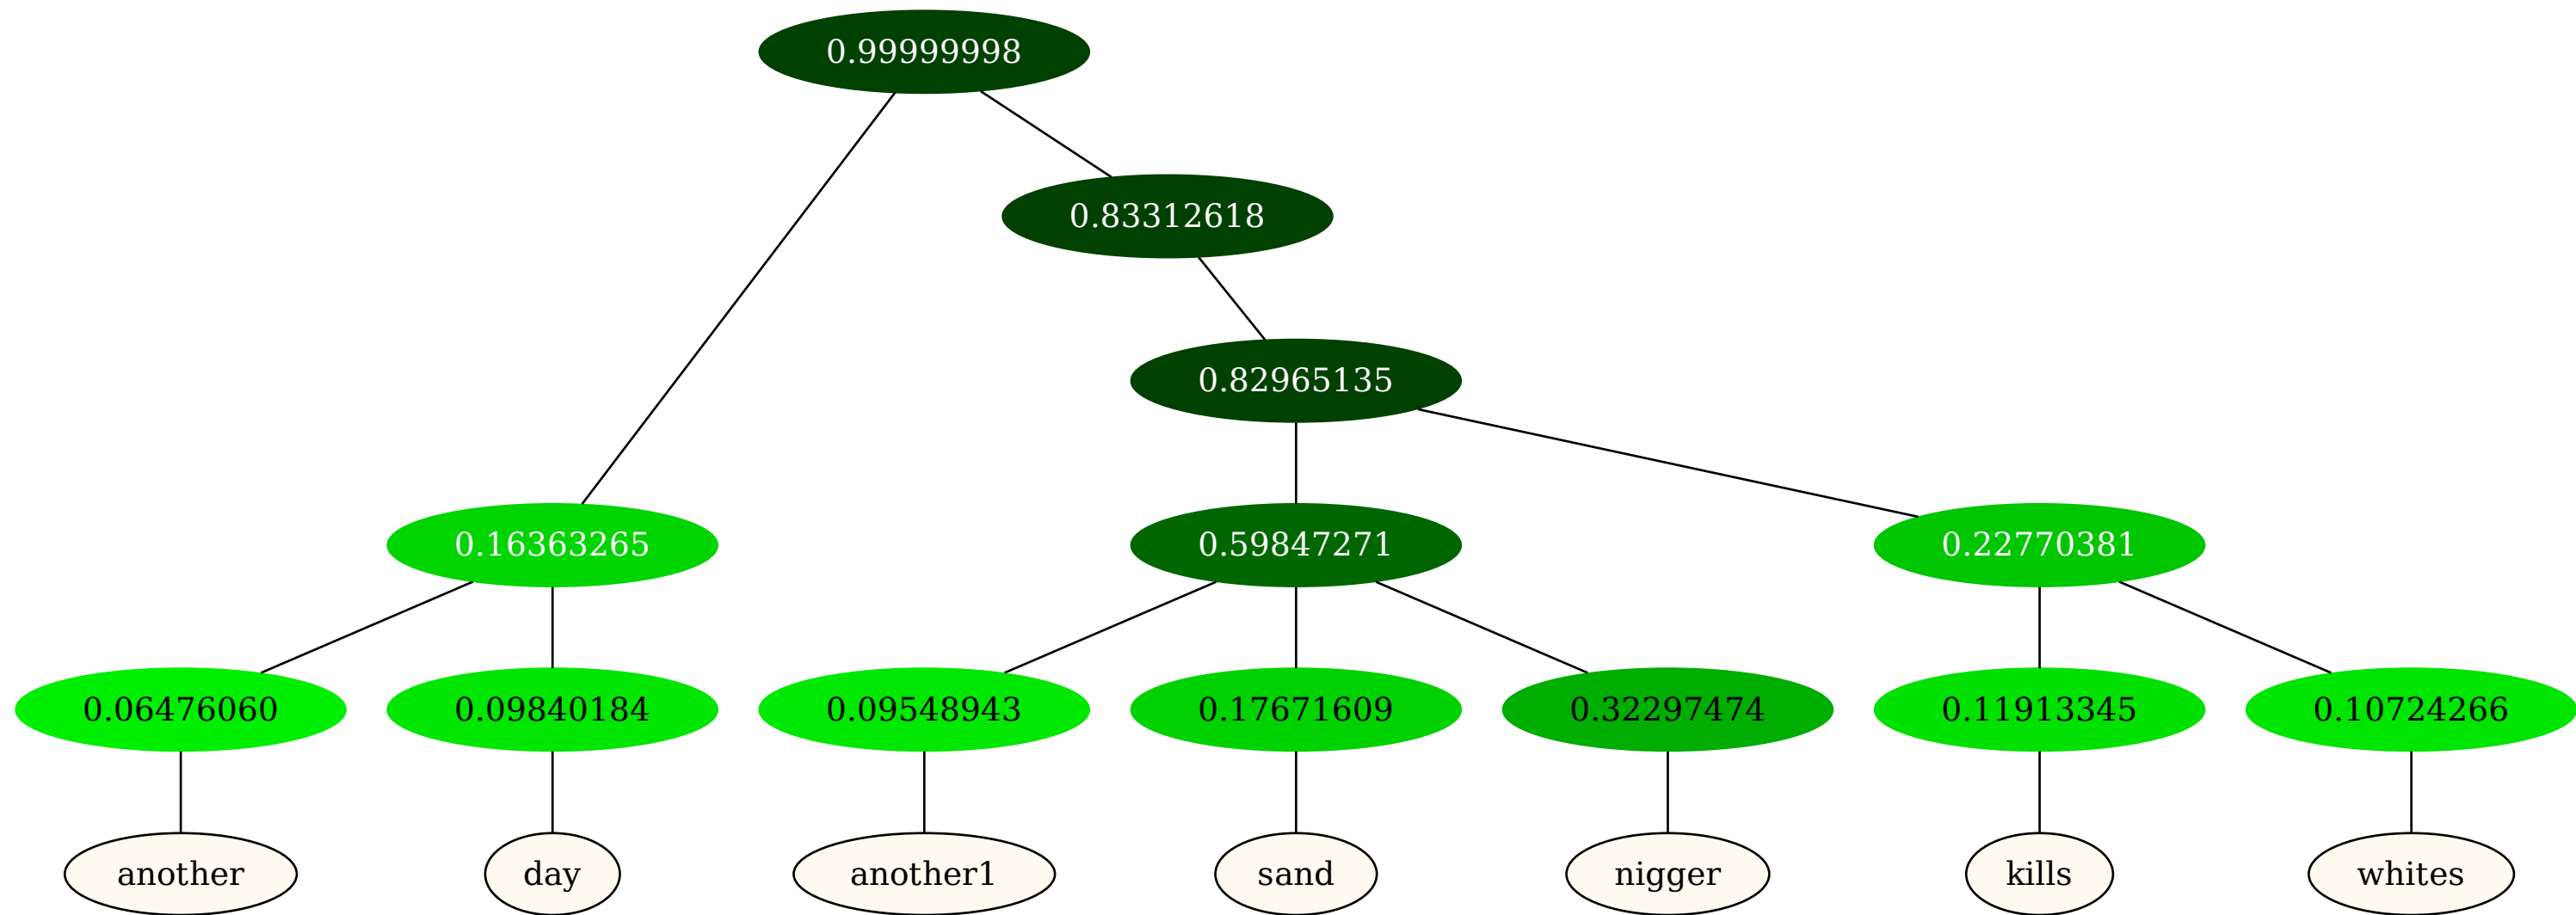 0.99999998
0.83312618
0.82965135
0.16363265 0.59847271 0.22770381
0.06476060 0.09840184 0.09548943 0.17671609 0.32297474 0.11913345 0.10724266
another day another1 sand nigger kills whites